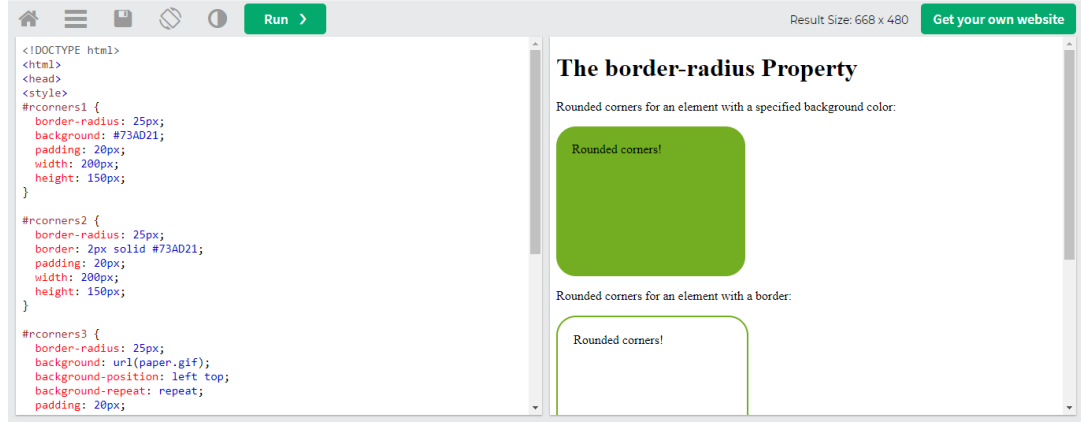 Run ❯
Result Size: 668 x 480
Get your own website
<!DOCTYPE html>
<html>
<head>
<style>
#rcorners1 {
  border-radius: 25px;
  background: #73AD21;
  padding: 20px;
  width: 200px;
  height: 150px;
}

#rcorners2 {
  border-radius: 25px;
  border: 2px solid #73AD21;
  padding: 20px;
  width: 200px;
  height: 150px;
}

#rcorners3 {
  border-radius: 25px;
  background: url(paper.gif);
  background-position: left top;
  background-repeat: repeat;
  padding: 20px;
The border-radius Property
Rounded corners for an element with a specified background color:
Rounded corners!
Rounded corners for an element with a border:
Rounded corners!